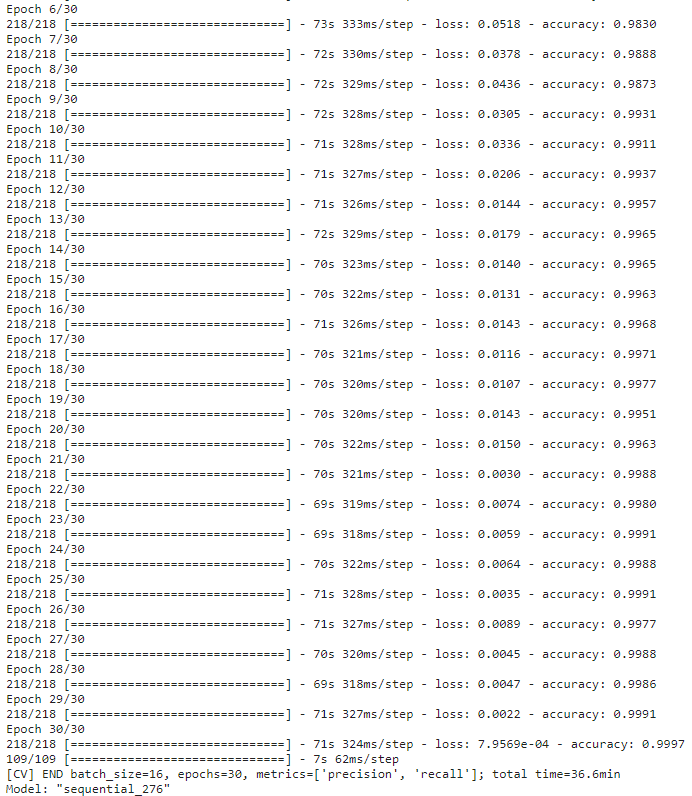 Epoch 6/30
218/218 [==============================] - 73s 333ms/step - loss: 0.0518 - accuracy: 0.9830
Epoch 7/30
218/218 [==============================] - 72s 330ms/step - loss: 0.0378 - accuracy: 0.9888
Epoch 8/30
218/218 [==============================] - 72s 329ms/step - loss: 0.0436 - accuracy: 0.9873
Epoch 9/30
218/218 [==============================] - 72s 328ms/step - loss: 0.0305 - accuracy: 0.9931
Epoch 10/30
218/218 [==============================] - 71s 328ms/step - loss: 0.0336 - accuracy: 0.9911
Epoch 11/30
218/218 [==============================] - 71s 327ms/step - loss: 0.0206 - accuracy: 0.9937
Epoch 12/30
218/218 [==============================] - 71s 326ms/step - loss: 0.0144 - accuracy: 0.9957
Epoch 13/30
218/218 [==============================] - 72s 329ms/step - loss: 0.0179 - accuracy: 0.9965
Epoch 14/30
218/218 [==============================] - 70s 323ms/step - loss: 0.0140 - accuracy: 0.9965
Epoch 15/30
218/218 [==============================] - 70s 322ms/step - loss: 0.0131 - accuracy: 0.9963
Epoch 16/30
218/218 [==============================] - 71s 326ms/step - loss: 0.0143 - accuracy: 0.9968
Epoch 17/30
218/218 [==============================] - 70s 321ms/step - loss: 0.0116 - accuracy: 0.9971
Epoch 18/30
218/218 [==============================] - 70s 320ms/step - loss: 0.0107 - accuracy: 0.9977
Epoch 19/30
218/218 [==============================] - 70s 320ms/step - loss: 0.0143 - accuracy: 0.9951
Epoch 20/30
218/218 [==============================] - 70s 322ms/step - loss: 0.0150 - accuracy: 0.9963
Epoch 21/30
218/218 [==============================] - 70s 321ms/step - loss: 0.0030 - accuracy: 0.9988
Epoch 22/30
218/218 [==============================] - 69s 319ms/step - loss: 0.0074 - accuracy: 0.9980
Epoch 23/30
218/218 [==============================] - 69s 318ms/step - loss: 0.0059 - accuracy: 0.9991
Epoch 24/30
218/218 [==============================] - 70s 322ms/step - loss: 0.0064 - accuracy: 0.9988
Epoch 25/30
218/218 [==============================] - 71s 328ms/step - loss: 0.0035 - accuracy: 0.9991
Epoch 26/30
218/218 [==============================] - 71s 327ms/step - loss: 0.0089 - accuracy: 0.9977
Epoch 27/30
218/218 [==============================] - 70s 320ms/step - loss: 0.0045 - accuracy: 0.9988
Epoch 28/30
218/218 [==============================] - 69s 318ms/step - loss: 0.0047 - accuracy: 0.9986
Epoch 29/30
218/218 [==============================] - 71s 327ms/step - loss: 0.0022 - accuracy: 0.9991
Epoch 30/30
218/218 [==============================] - 71s 324ms/step - loss: 7.9569e-04 - accuracy: 0.9997
109/109 [==============================] - 7s 62ms/step
[CV] END batch_size=16, epochs=30, metrics=['precision', 'recall']; total time=36.6min
Model: "sequential_276"